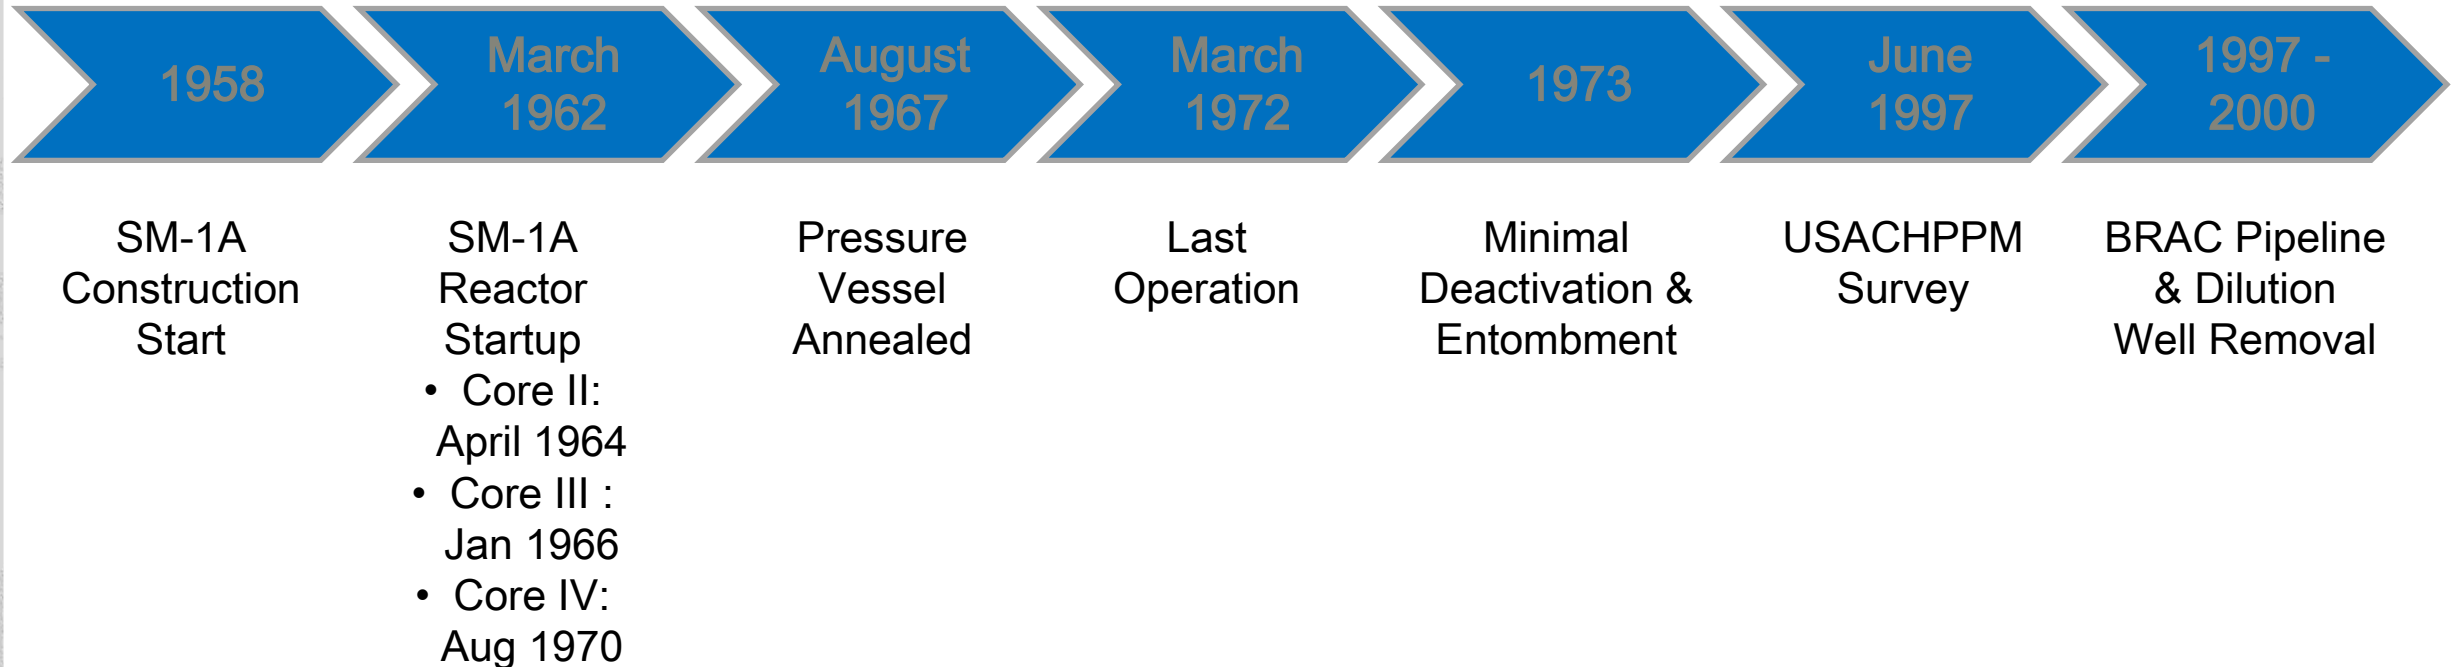 1958
March
1962
August
1967
March
1972
1973
June
1997
1997 -
2000
SM-1A
Construction
Start
SM-1A
Reactor
Startup
• Core II:
April 1964
• Core III :
Jan 1966
• Core IV:
Aug 1970
Pressure
Vessel
Annealed
Last
Operation
Minimal
Deactivation &
Entombment
USACHPPM
Survey
BRAC Pipeline
& Dilution
Well Removal